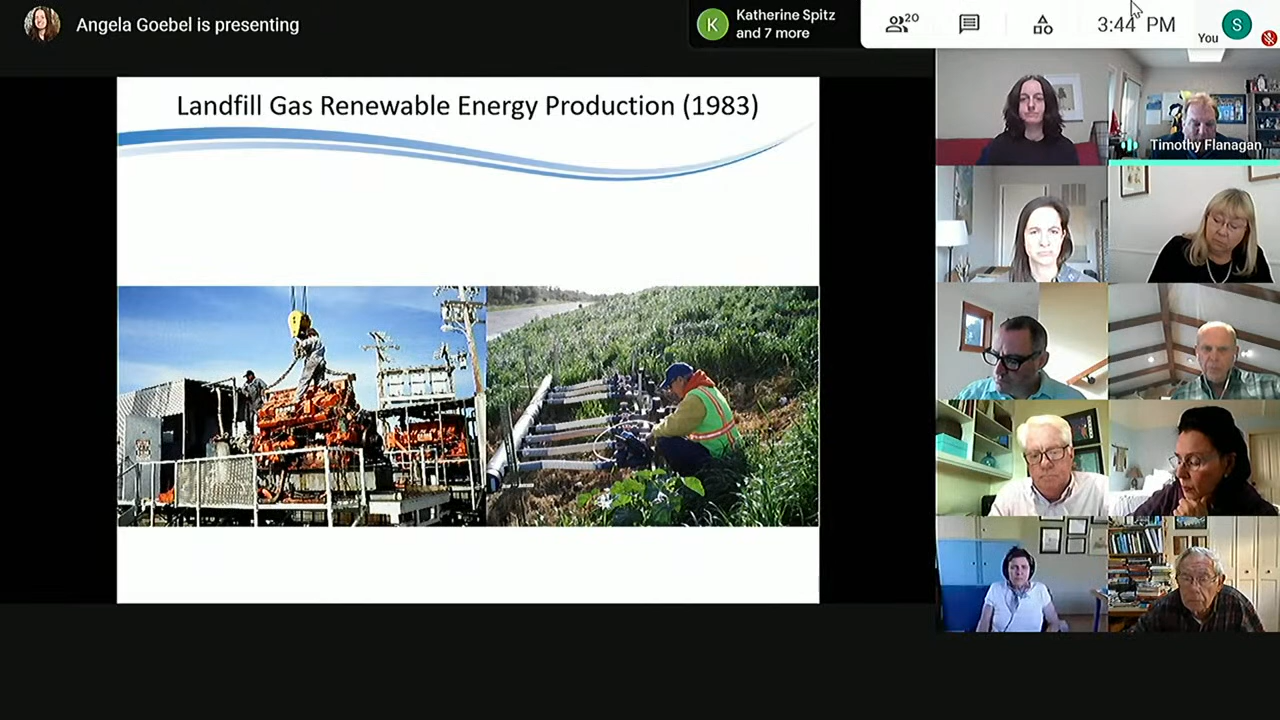 Angela Goebel is presenting
K
Katherine Spitz
and 7 more
20
3:44 PM
You
S
Landfill Gas Renewable Energy Production (1983)
Timothy Flanagan